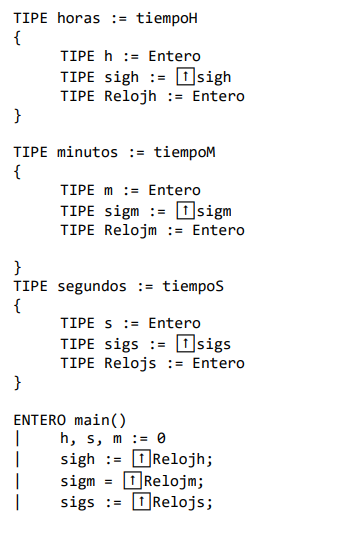 TIPE horas := tiempoH
{
TIPE h := Entero
TIPE sigh := ↑sigh
TIPE Relojh := Entero
}
TIPE minutos := tiempoM
{
TIPE m := Entero
TIPE sigm := ↑sigm
TIPE Relojm := Entero
}
TIPE segundos := tiempoS
{
TIPE s := Entero
TIPE sigs := ↑sigs
TIPE Relojs := Entero
}
ENTERO main()
| h, s, m := 0
| sigh := ↑Relojh;
| sigm = ↑Relojm;
| sigs := ↑Relojs;